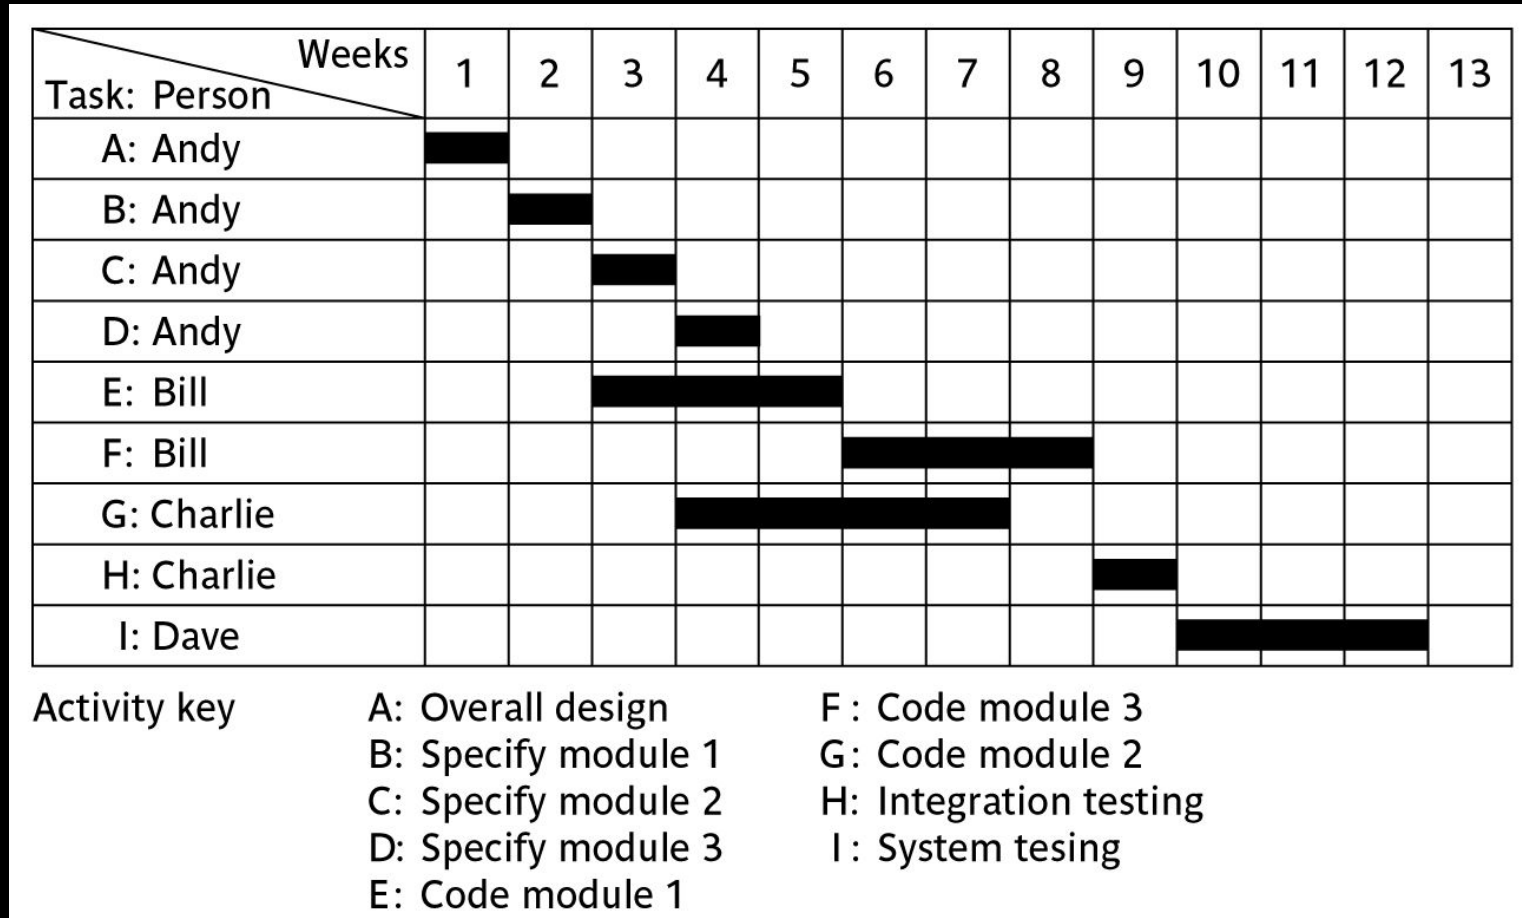 Weeks
Task: Person
1 2 3 4 5 6 7 8 9 10 11 12 13
A: Andy
B: Andy
C: Andy
D: Andy
E: Bill
F: Bill
G: Charlie
H: Charlie
I: Dave
Activity key
A: Overall design
B: Specify module 1
C: Specify module 2
D: Specify module 3
E: Code module 1
F : Code module 3
G: Code module 2
H: Integration testing
I : System tesing